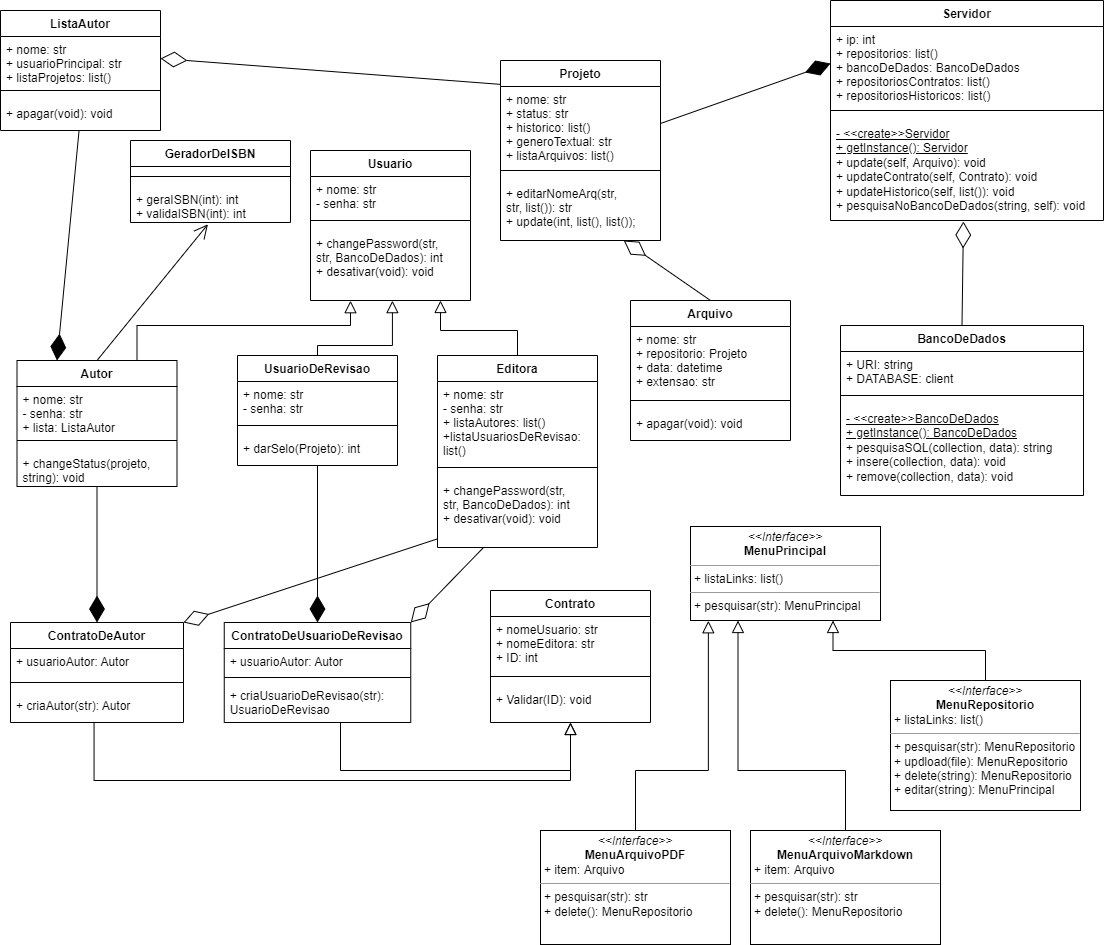 ListaAutor
+ nome: str
+ usuarioPrincipal: str
+ listaProjetos: list()
+ apagar(void): void
GeradorDeISBN
+ geraISBN(int): int
+ validaISBN(int): int
Usuario
+ nome: str
- senha: str
+ changePassword(str,
str, BancoDeDados): int
+ desativar(void): void
Projeto
+ nome: str
+ status: str
+ historico: list()
+ generoTextual: str
+ listaArquivos: list()
+ editarNomeArq(str,
str, list()): str
+ update(int, list(), list());
Servidor
+ ip: int
+ repositorios: list()
+ bancoDeDados: BancoDeDados
+ repositoriosContratos: list()
+ repositoriosHistoricos: list()
- <<create>>Servidor
+ getInstance(): Servidor
+ update(self, Arquivo): void
+ updateContrato(self, Contrato): void
+ updateHistorico(self, list()): void
+ pesquisaNoBancoDeDados(string, self): void
Autor
+ nome: str
- senha: str
+ lista: ListaAutor
+ changeStatus(projeto,
string): void
UsuarioDeRevisao
+ nome: str
- senha: str
+ darSelo(Projeto): int
Editora
+ nome: str
- senha: str
+ listaAutores: list()
+listaUsuariosDeRevisao:
list()
+ changePassword(str,
str, BancoDeDados): int
+ desativar(void): void
Arquivo
+ nome: str
+ repositorio: Projeto
+ data: datetime
+ extensao: str
+ apagar(void): void
BancoDeDados
+ URI: string
+ DATABASE: client
- <<create>>BancoDeDados
+ getInstance(): BancoDeDados
+ pesquisaSQL(collection, data): string
+ insere(collection, data): void
+ remove(collection, data): void
ContratoDeAutor
+ usuarioAutor: Autor
+ criaAutor(str): Autor
ContratoDeUsuarioDeRevisao
+ usuarioAutor: Autor
+ criaUsuarioDeRevisao(str):
UsuarioDeRevisao
Contrato
+ nomeUsuario: str
+ nomeEditora: str
+ ID: int
+ Validar(ID): void
<<Interface>>
MenuPrincipal
+ listaLinks: list()
+ pesquisar(str): MenuPrincipal
<<Interface>>
MenuRepositorio
+ listaLinks: list()
+ pesquisar(str): MenuRepositorio
+ updload(file): MenuRepositorio
+ delete(string): MenuRepositorio
+ editar(string): MenuPrincipal
<<Interface>>
MenuArquivoPDF
+ item: Arquivo
+ pesquisar(str): str
+ delete(): MenuRepositorio
<<Interface>>
MenuArquivoMarkdown
+ item: Arquivo
+ pesquisar(str): str
+ delete(): MenuRepositorio